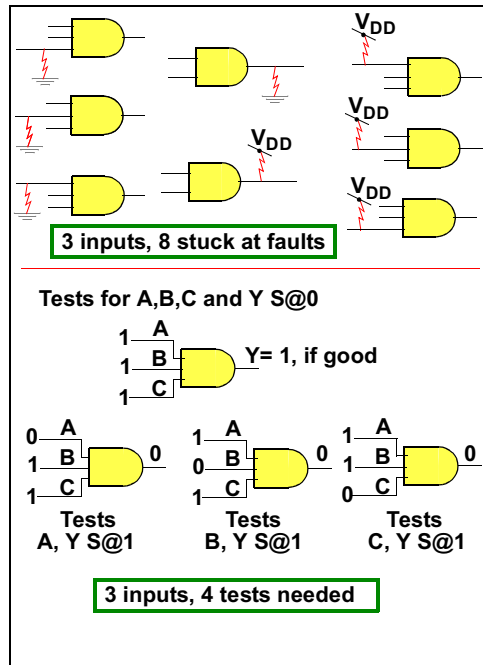 VDD
VDD
VDD
VDD
3 inputs, 8 stuck at faults
Tests for A,B,C and Y S@0
1 A
1 B
1 C
Y= 1, if good
0 A
1 B
1 C
0
1 A
0 B
1 C
0
1 A
1 B
0 C
0
Tests
A, Y S@1
Tests
B, Y S@1
Tests
C, Y S@1
3 inputs, 4 tests needed